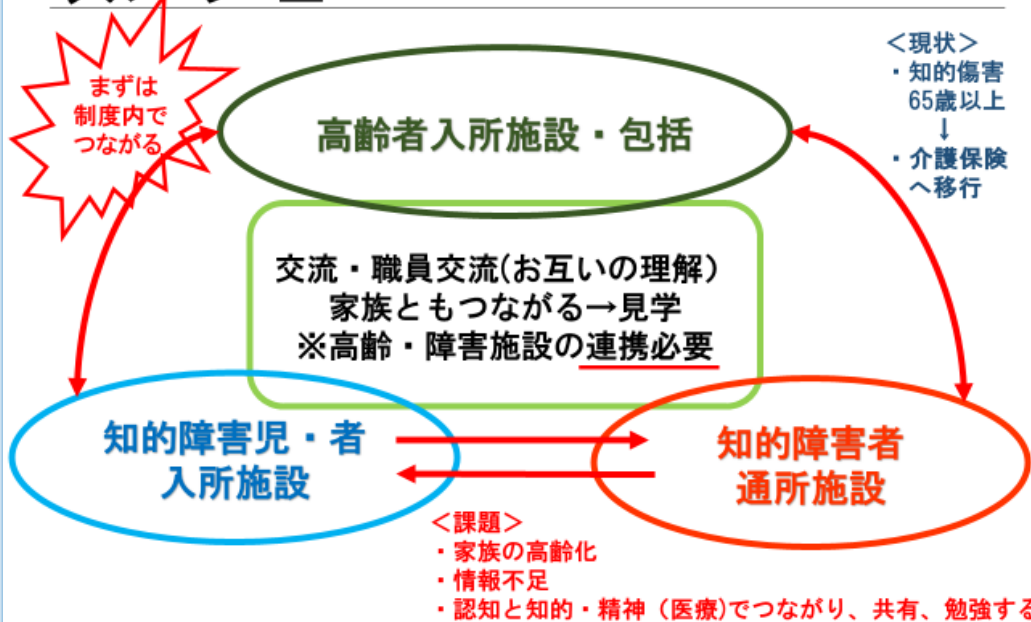 まずは
制度内で
つながる
高齢者入所施設・包括
＜現状＞
・知的傷害
65歳以上
↓
・介護保険
へ移行
交流・職員交流(お互いの理解)
家族ともつながる→見学
※高齢・障害施設の連携必要
知的障害児・者
入所施設
知的障害者
通所施設
＜課題＞
・家族の高齢化
・情報不足
・認知と知的・精神（医療)でつながり、共有、勉強する